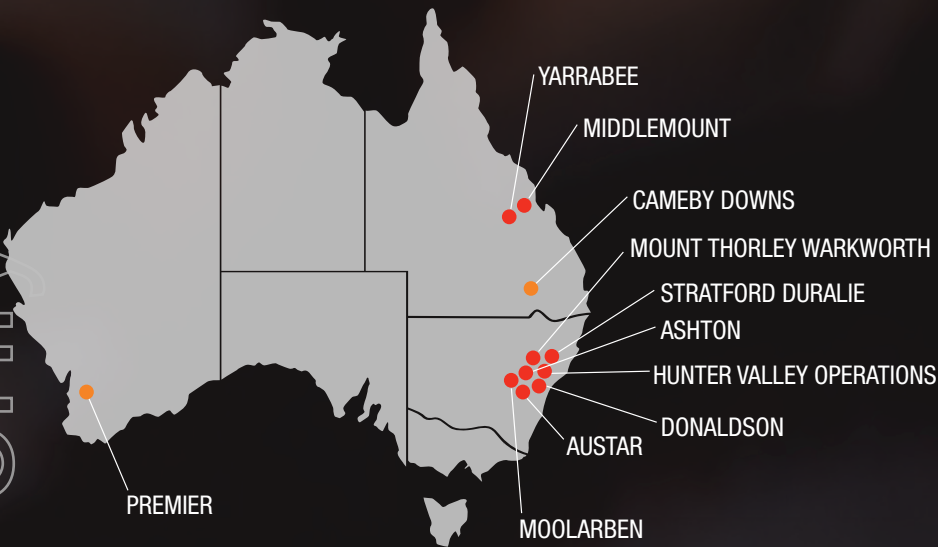 YARRABEE
MIDDLEMOUNT
CAMEBY DOWNS
MOUNT THORLEY WARKWORTH
STRATFORD DURALIE
ASHTON
HUNTER VALLEY OPERATIONS
DONALDSON
AUSTAR
PREMIER
MOOLARBEN